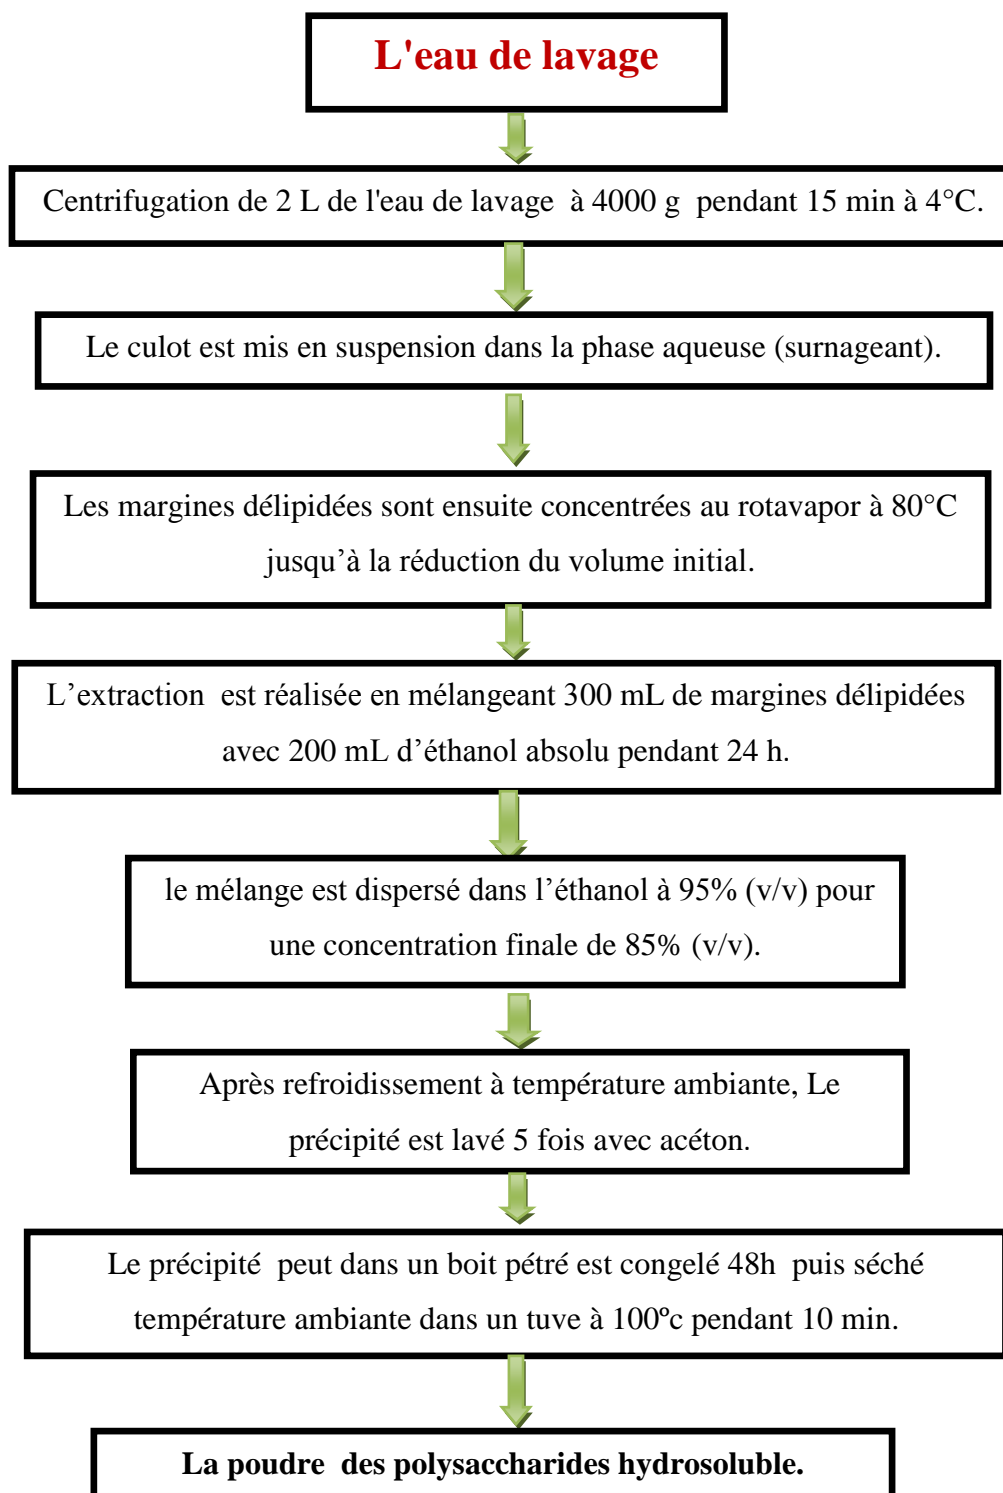 L'eau de lavage
Centrifugation de 2 L de l'eau de lavage à 4000 g pendant 15 min à 4°C.
Le culot est mis en suspension dans la phase aqueuse (surnageant).
Les margines délipidées sont ensuite concentrées au rotavapor à 80°C
jusqu’à la réduction du volume initial.
L’extraction est réalisée en mélangeant 300 mL de margines délipidées
avec 200 mL d’éthanol absolu pendant 24 h.
le mélange est dispersé dans l’éthanol à 95% (v/v) pour
une concentration finale de 85% (v/v).
Après refroidissement à température ambiante, Le
précipité est lavé 5 fois avec acéton.
Le précipité peut dans un boit pétré est congelé 48h puis séché
température ambiante dans un tuve à 100ºc pendant 10 min.
La poudre des polysaccharides hydrosoluble.